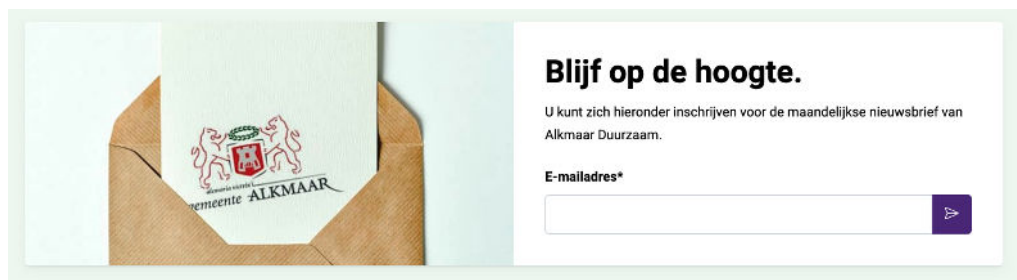 alcmaria victrix
gemeente ALKMAAR
Blijf op de hoogte.
U kunt zich hieronder inschrijven voor de maandelijkse nieuwsbrief van
Alkmaar Duurzaam.
E-mailadres*